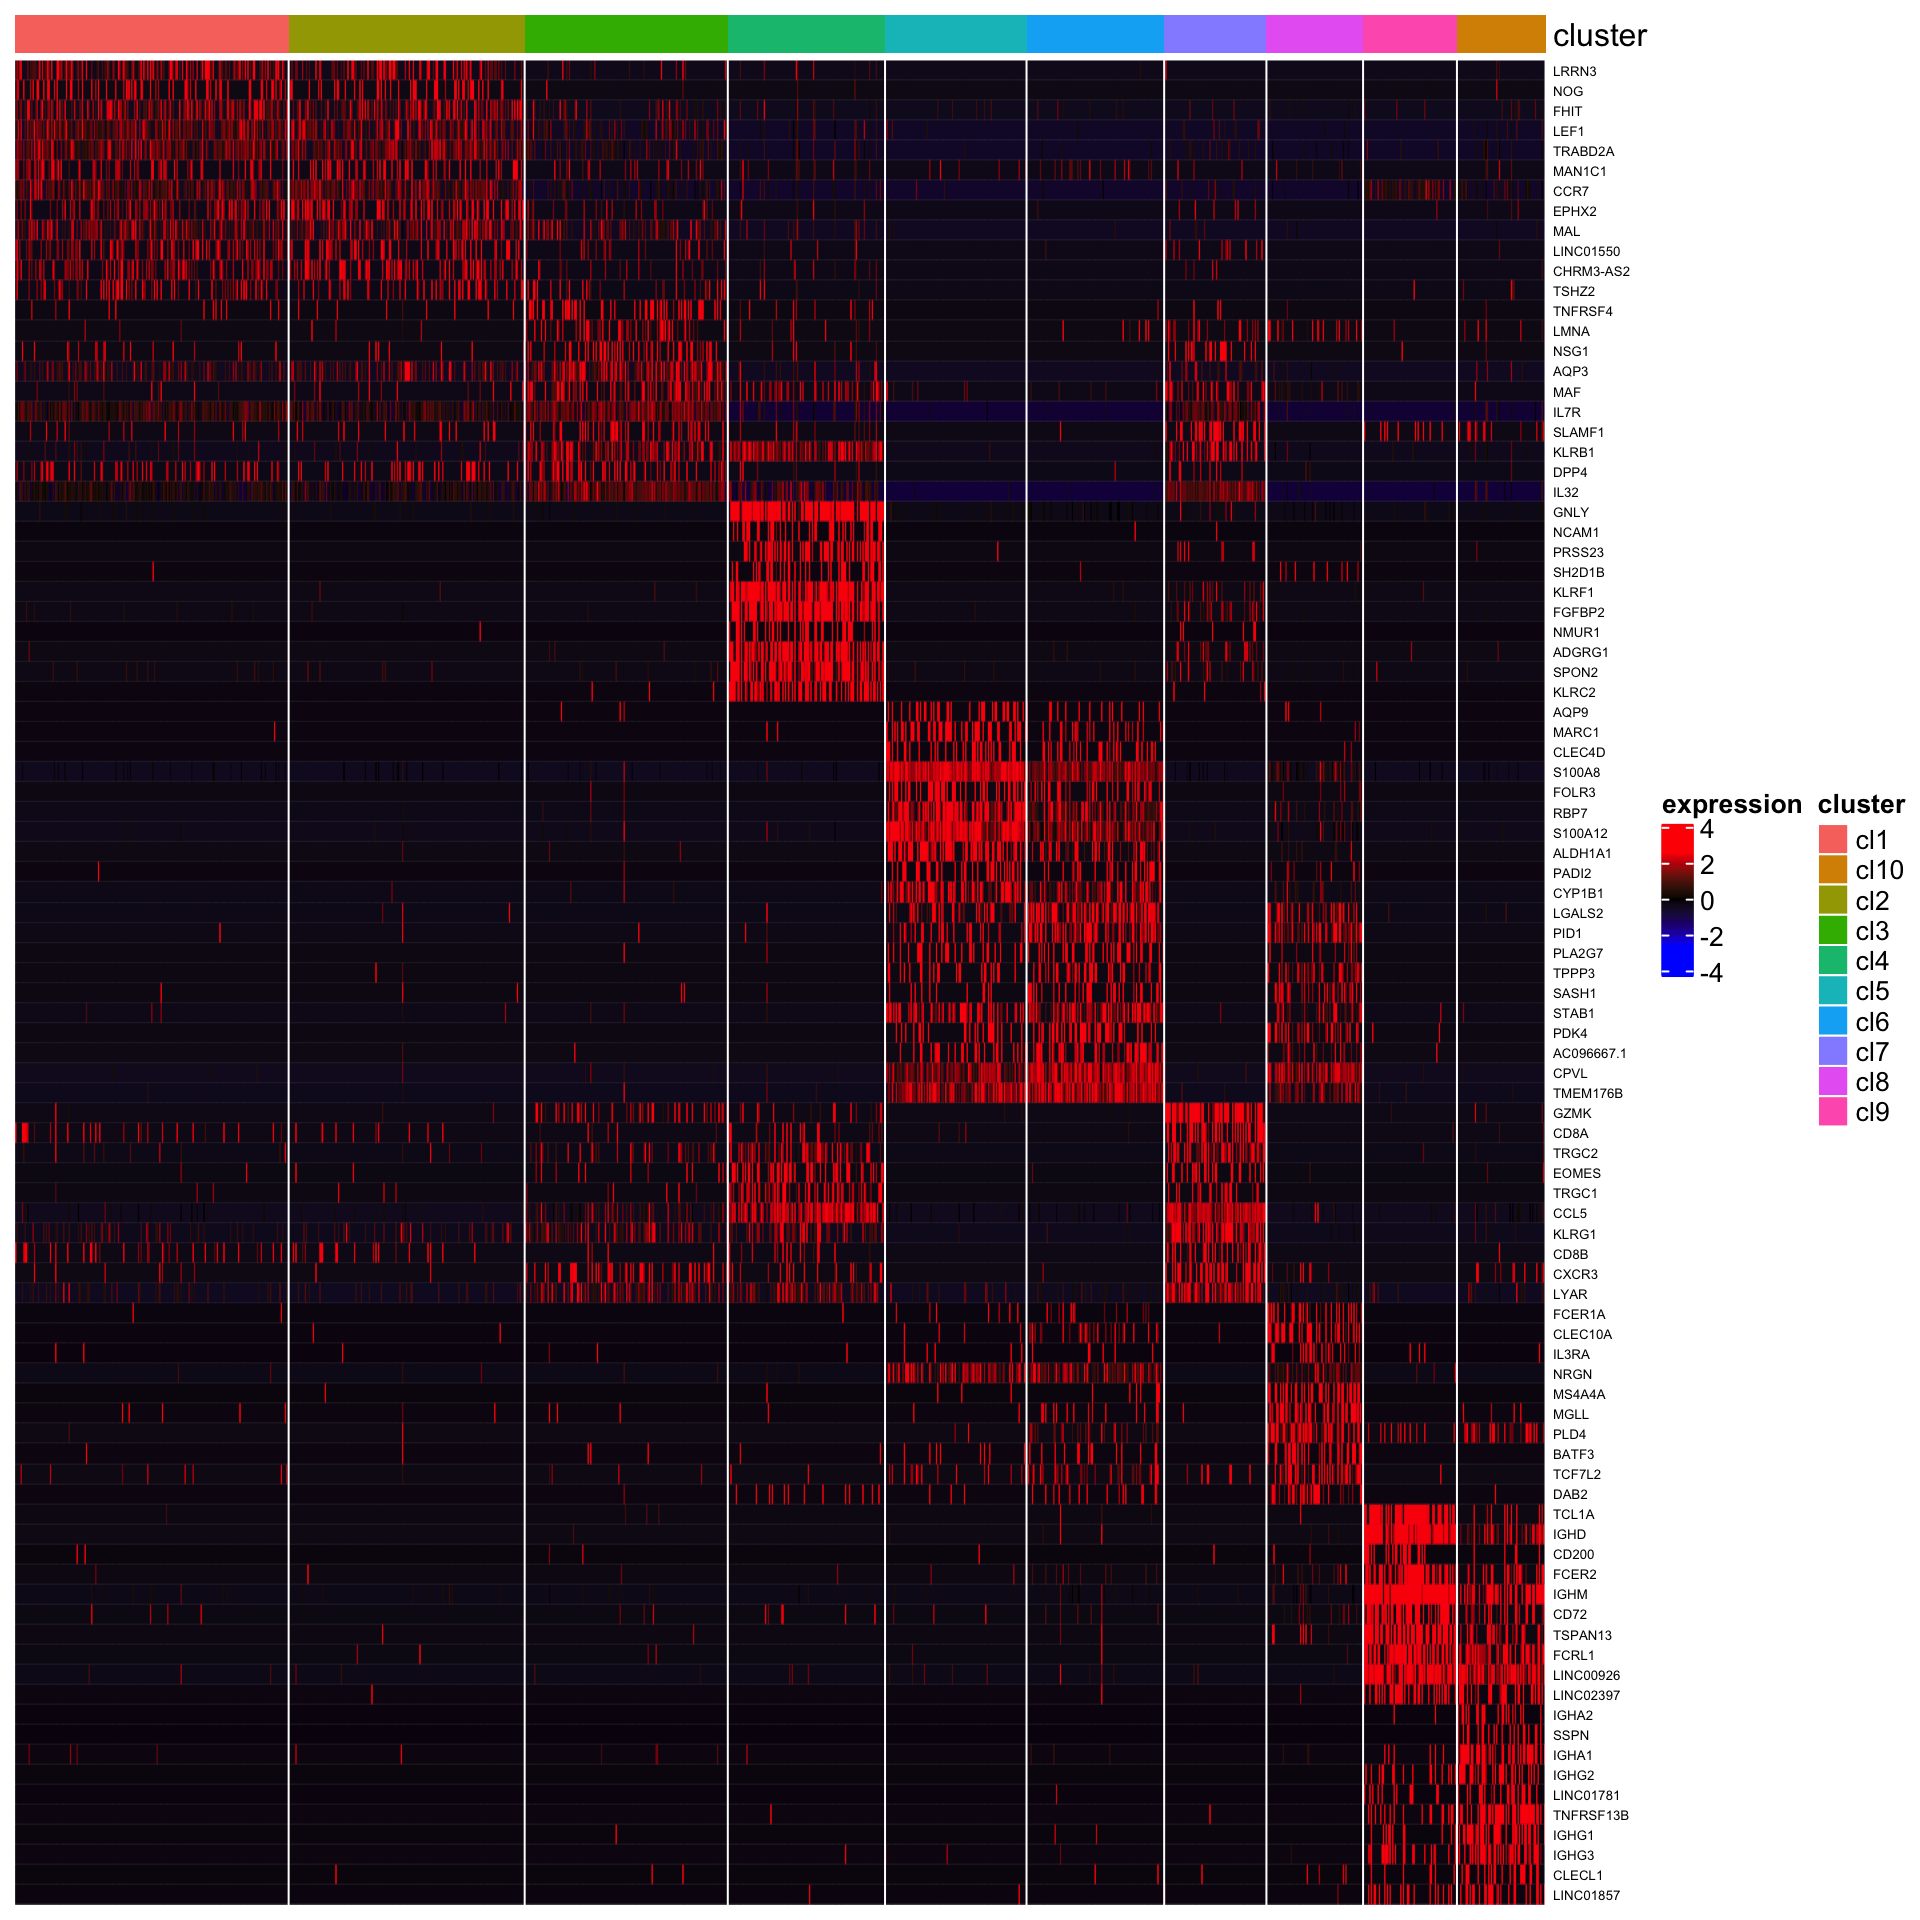 cluster
LRRN3
NOG
FHIT
LEF1
TRABD2A
MAN1C1
CCR7
EPHX2
MAL
LINC01550
CHRM3-AS2
TSHZ2
TNFRSF4
LMNA
NSG1
AQP3
MAF
IL7R
SLAMF1
KLRB1
DPP4
IL32
GNLY
NCAM1
PRSS23
SH2D1B
KLRF1
FGFBP2
NMUR1
ADGRG1
SPON2
KLRC2
AQP9
MARC1
CLEC4D
S100A8
FOLR3
RBP7
S100A12
ALDH1A1
PADI2
CYP1B1
LGALS2
PID1
PLA2G7
TPPP3
SASH1
STAB1
PDK4
AC096667.1
CPVL
TMEM176B
GZMK
CD8A
TRGC2
EOMES
TRGC1
CCL5
KLRG1
CD8B
CXCR3
LYAR
FCER1A
CLEC10A
IL3RA
NRGN
MS4A4A
MGLL
PLD4
BATF3
TCF7L2
DAB2
TCL1A
IGHD
CD200
FCER2
IGHM
CD72
TSPAN13
FCRL1
LINC00926
LINC02397
IGHA2
SSPN
IGHA1
IGHG2
LINC01781
TNFRSF13B
IGHG1
IGHG3
CLECL1
LINC01857
expression
4
2
0
-2
-4
cluster
cl1
cl10
cl2
cl3
cl4
cl5
cl6
cl7
cl8
cl9